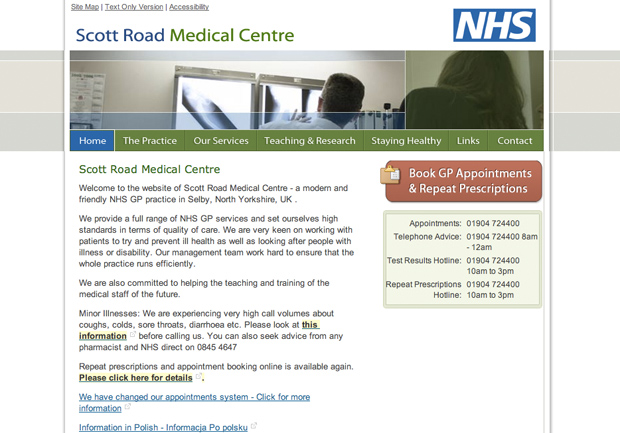 Site Map | Text Only Version | Accessibility
Scott Road Medical Centre
NHS
Home
The Practice
Our Services
Teaching & Research
Staying Healthy
Links
Contact
Scott Road Medical Centre
Welcome to the website of Scott Road Medical Centre - a modern and
friendly NHS GP practice in Selby, North Yorkshire, UK .
We provide a full range of NHS GP services and set ourselves high
standards in terms of quality of care. We are very keen on working with
patients to try and prevent ill health as well as looking after people with
illness or disability. Our management team work hard to ensure that the
whole practice runs efficiently.
We are also committed to helping the teaching and training of the
medical staff of the future.
Minor Illnesses: We are experiencing very high call volumes about
coughs, colds, sore throats, diarrhoea etc. Please look at this
information before calling us. You can also seek advice from any
pharmacist and NHS direct on 0845 4647
Repeat prescriptions and appointment booking online is available again.
Please click here for details .
We have changed our appointments system - Click for more
information
Information in Polish - Informacja Po polsku
Book GP Appointments
& Repeat Prescriptions
Appointments: 01904 724400
Telephone Advice: 01904 724400 8am
- 12am
Test Results Hotline: 01904 724400
10am to 3pm
Repeat Prescriptions 01904 724400
Hotline: 10am to 3pm